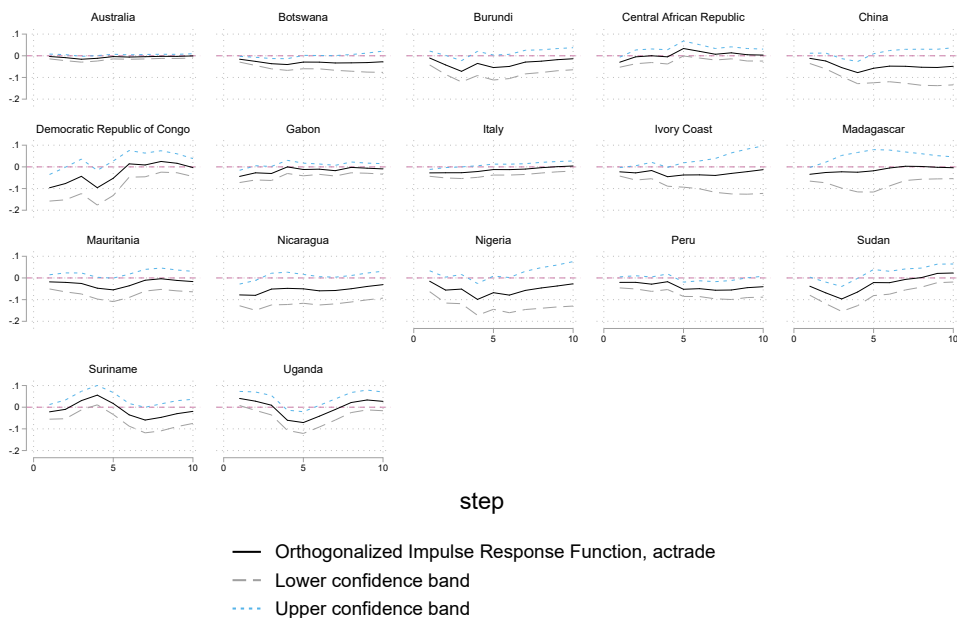 Australia Botswana Burundi Central African Republic China
.1
0
-.1
-.2
Democratic Republic of Congo Gabon Italy Ivory Coast Madagascar
.1
0
-.1
-.2
Mauritania Nicaragua Nigeria Peru Sudan
.1
0
-.1
-.2
0 5 10 0 5 10 0 5 10
Suriname Uganda
.1
0
-.1
-.2
0 5 10 0 5 10
step
Orthogonalized Impulse Response Function, actrade
Lower confidence band
Upper confidence band